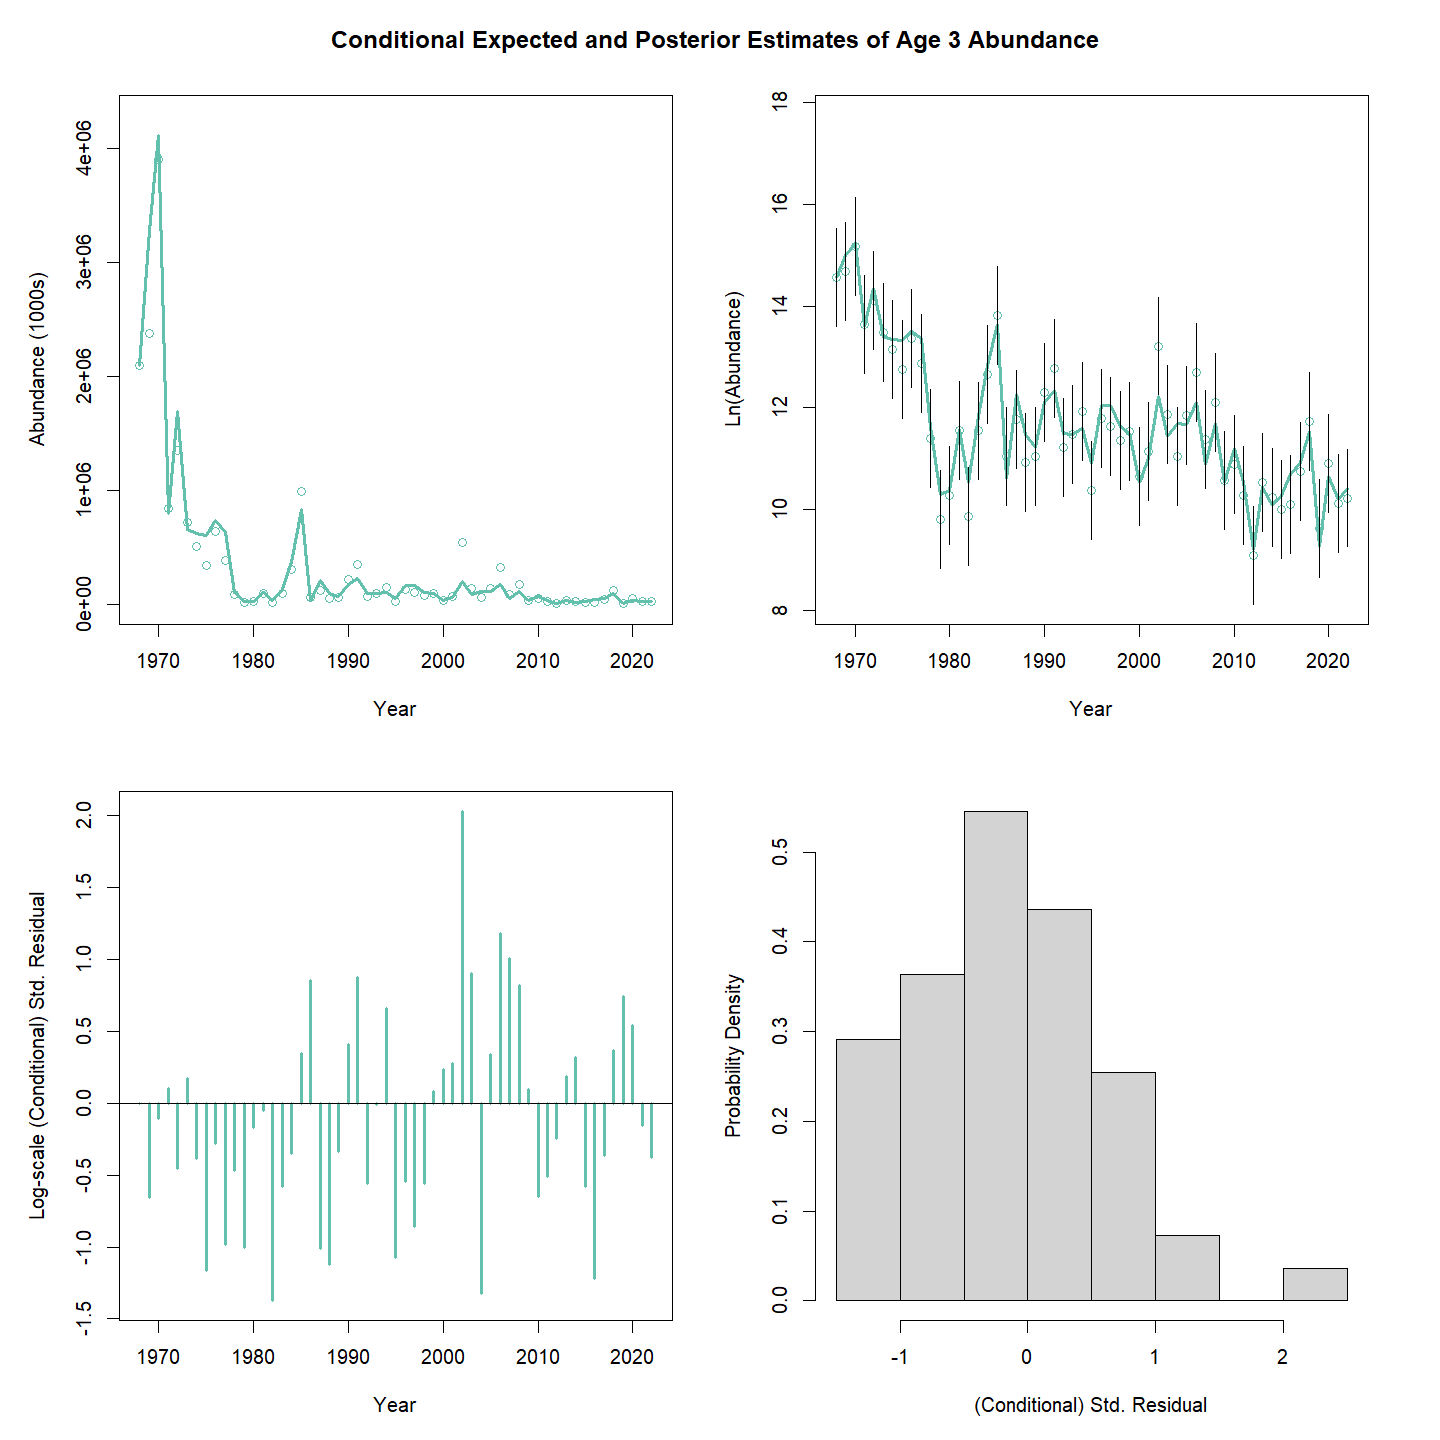 Conditional Expected and Posterior Estimates of Age 3 Abundance
Abundance (1000s)
0e+00 1e+06 2e+06 3e+06 4e+06
1970 1980 1990 2000 2010 2020
Year
Ln(Abundance)
8 10 12 14 16 18
1970 1980 1990 2000 2010 2020
Year
Log-scale (Conditional) Std. Residual
-1.5 -1.0 -0.5 0.0 0.5 1.0 1.5 2.0
1970 1980 1990 2000 2010 2020
Year
Probability Density
0.0 0.1 0.2 0.3 0.4 0.5
-1 0 1 2
(Conditional) Std. Residual